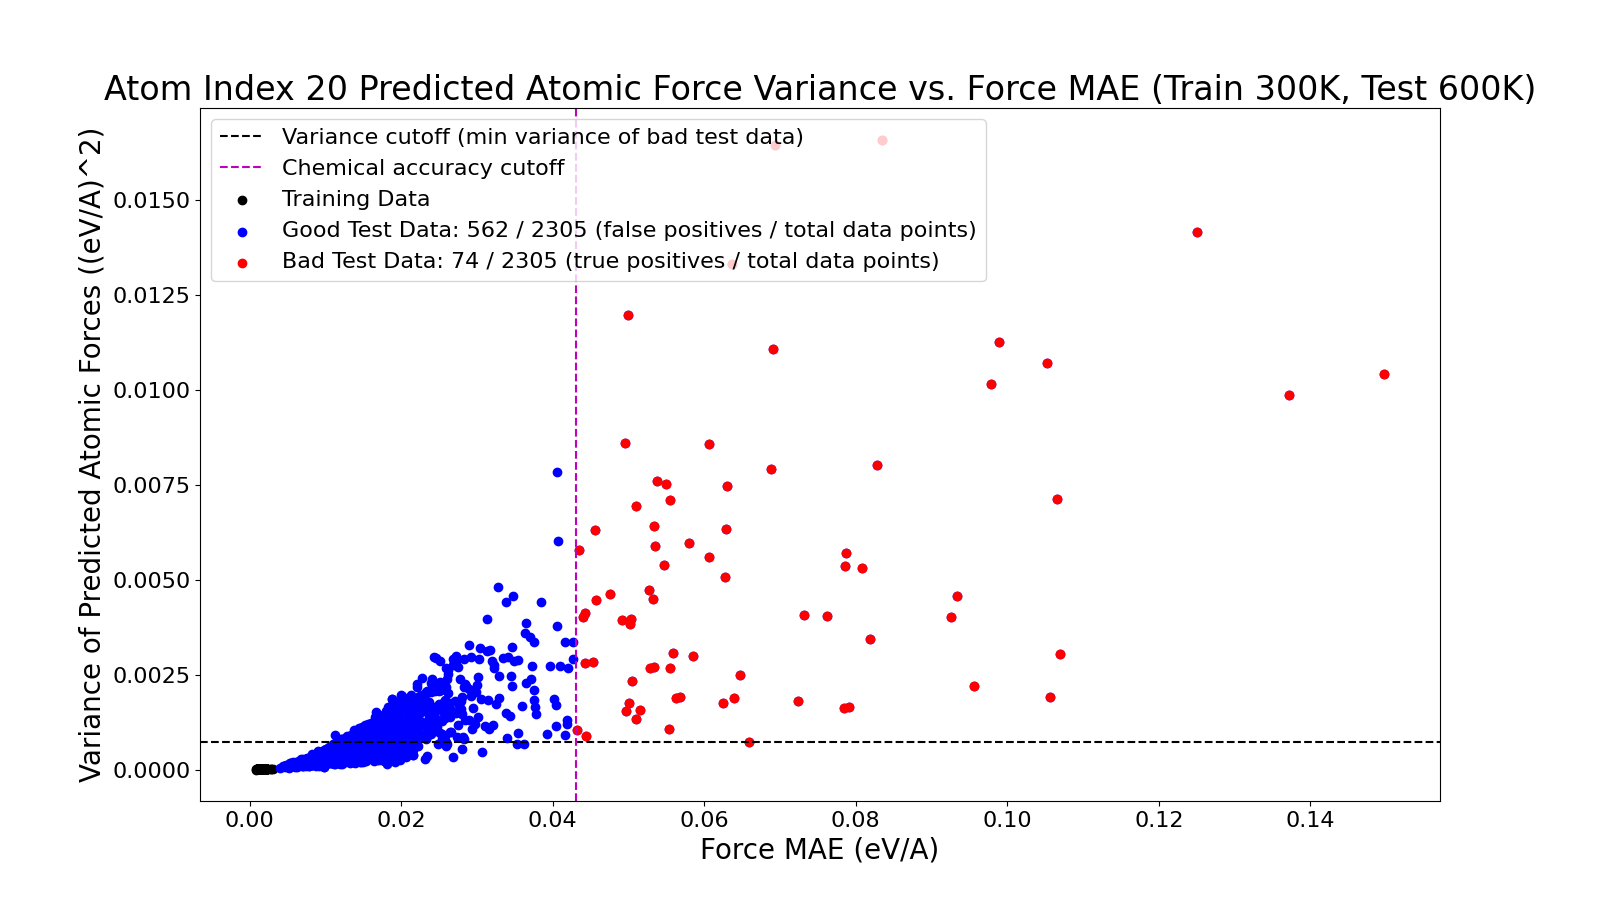 Atom Index 20 Predicted Atomic Force Variance vs. Force MAE (Train 300K, Test 600K)
Variance of Predicted Atomic Forces ((eV/A)^2)
Variance cutoff (min variance of bad test data)
Chemical accuracy cutoff
Training Data
Good Test Data: 562 / 2305 (false positives / total data points)
Bad Test Data: 74 / 2305 (true positives / total data points)
0.0150
0.0125
0.0100
0.0075
0.0050
0.0025
0.0000
0.00 0.02 0.04 0.06 0.08 0.10 0.12 0.14
Force MAE (eV/A)